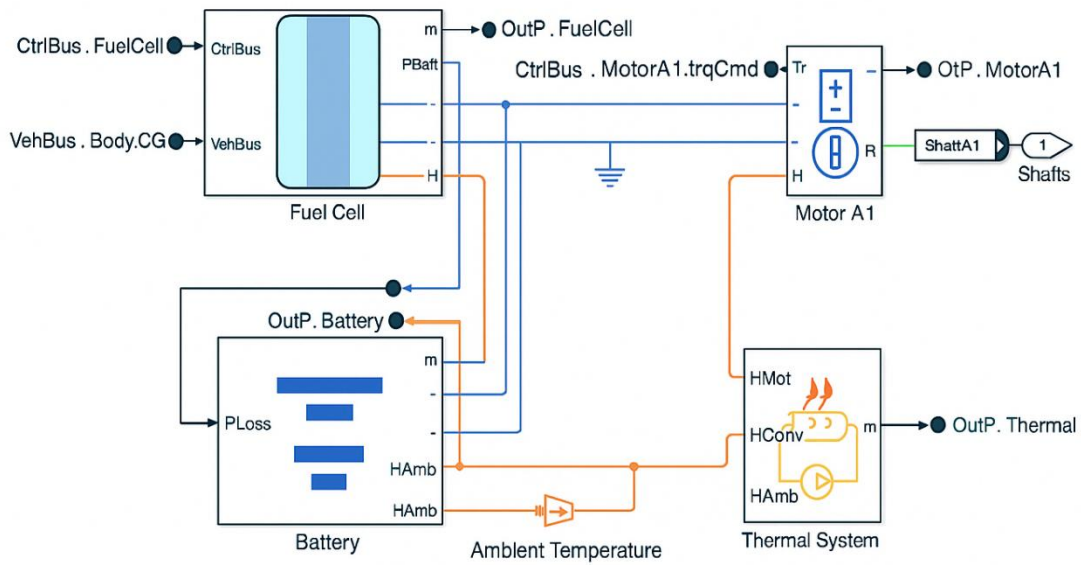 m
OutP . FuelCell
CtrlBus . FuelCell
CtrlBus
PBaft
CtrlBus . MotorA1.trqCmd
Tr
-
OtP . MotorA1
-
-
VehBus . Body.CG
VehBus
-
-
R
ShattA1
1
H
H
Shafts
Fuel Cell
Motor A1
OutP. Battery
m
HMot
-
PLoss
HConv
m
OutP. Thermal
-
HAmb
HAmb
HAmb
Battery
Amblent Temperature
Thermal System